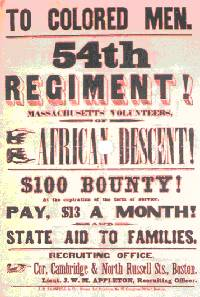 TO COLORED MEN.
54th
REGIMENT!
MASSACHUSETTS VOLUNTEERS,
OF
AFRICAN DESCENT!
$100 BOUNTY!
At the expiration of the term of service.
PAY, $13 A MONTH!
AND
STATE AID TO FAMILIES.
RECRUITING OFFICE,
Cor. Cambridge & North Russell Sts., Boston.
Lieut. J. W. M. APPLETON, Recruiting Officer.